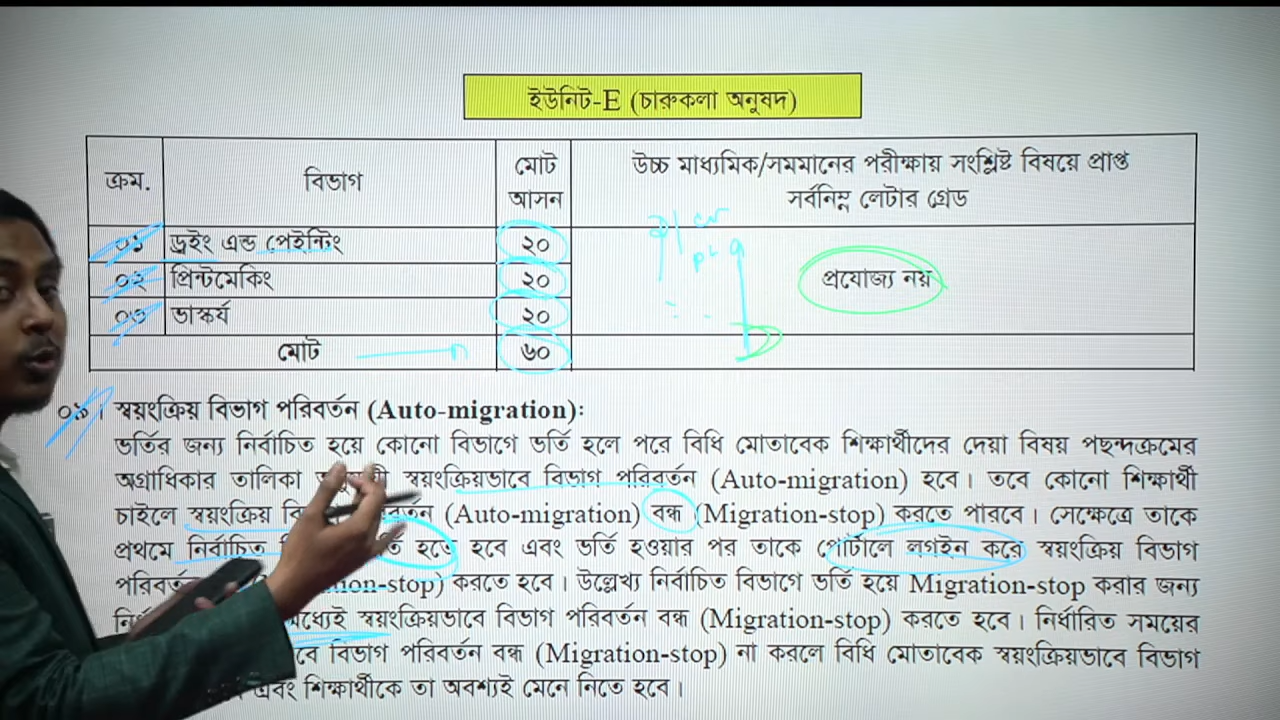 ইউনিট-E (চারুকলা অনুষদ)
ক্রম. বিভাগ মোট আসন উচ্চ মাধ্যমিক/সমমানের পরীক্ষায় সংশ্লিষ্ট বিষয়ে প্রাপ্ত সর্বনিম্ন লেটার গ্রেড
০১ ড্রইং এন্ড পেইন্টিং ২০ প্রযোজ্য নয়
০২ প্রিন্টমেকিং ২০
০৩ ভাস্কর্য ২০
মোট ৬০
০৯। স্বয়ংক্রিয় বিভাগ পরিবর্তন (Auto-migration):
ভর্তির জন্য নির্বাচিত হয়ে কোনো বিভাগে ভর্তি হলে পরে বিধি মোতাবেক শিক্ষার্থীদের দেয়া বিষয় পছন্দক্রমের
অগ্রাধিকার তালিকা স্বয়ংক্রিয়ভাবে বিভাগ পরিবর্তন (Auto-migration) হবে। তবে কোনো শিক্ষার্থী
চাইলে স্বয়ংক্রিয় (Auto-migration) বন্ধ (Migration-stop) করতে পারবে। সেক্ষেত্রে তাকে
প্রথমে নির্বাচিত হতে হবে এবং ভর্তি হওয়ার পর তাকে পোর্টালে লগইন করে স্বয়ংক্রিয় বিভাগ
করতে হবে। উল্লেখ্য নির্বাচিত বিভাগে ভর্তি হয়ে Migration-stop করার জন্য
স্বয়ংক্রিয়ভাবে বিভাগ পরিবর্তন বন্ধ (Migration-stop) করতে হবে। নির্ধারিত সময়ের
বিভাগ পরিবর্তন বন্ধ (Migration-stop) না করলে বিধি মোতাবেক স্বয়ংক্রিয়ভাবে বিভাগ
এবং শিক্ষার্থীকে তা অবশ্যই মেনে নিতে হবে।